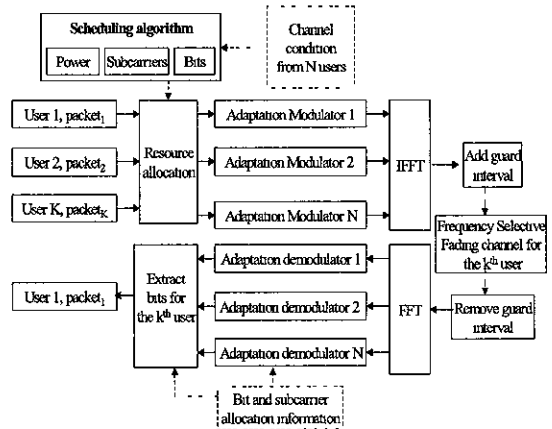 Scheduling algorithm
Power
Subcarriers
Bits
Channel
condition
from N users
User 1, packet₁
Adaptation Modulator 1
User 2, packet₂
Resource
allocation
Adaptation Modulator 2
IFFT
Add guard
interval
User K, packetK
Adaptation Modulator N
Frequency Selective
Fading channel for
the kth user
Adaptation demodulator 1
User 1, packet₁
Extract
bits for
the kth user
Adaptation demodulator 2
FFT
Remove guard
interval
Adaptation demodulator N
Bit and subcarrier
allocation information